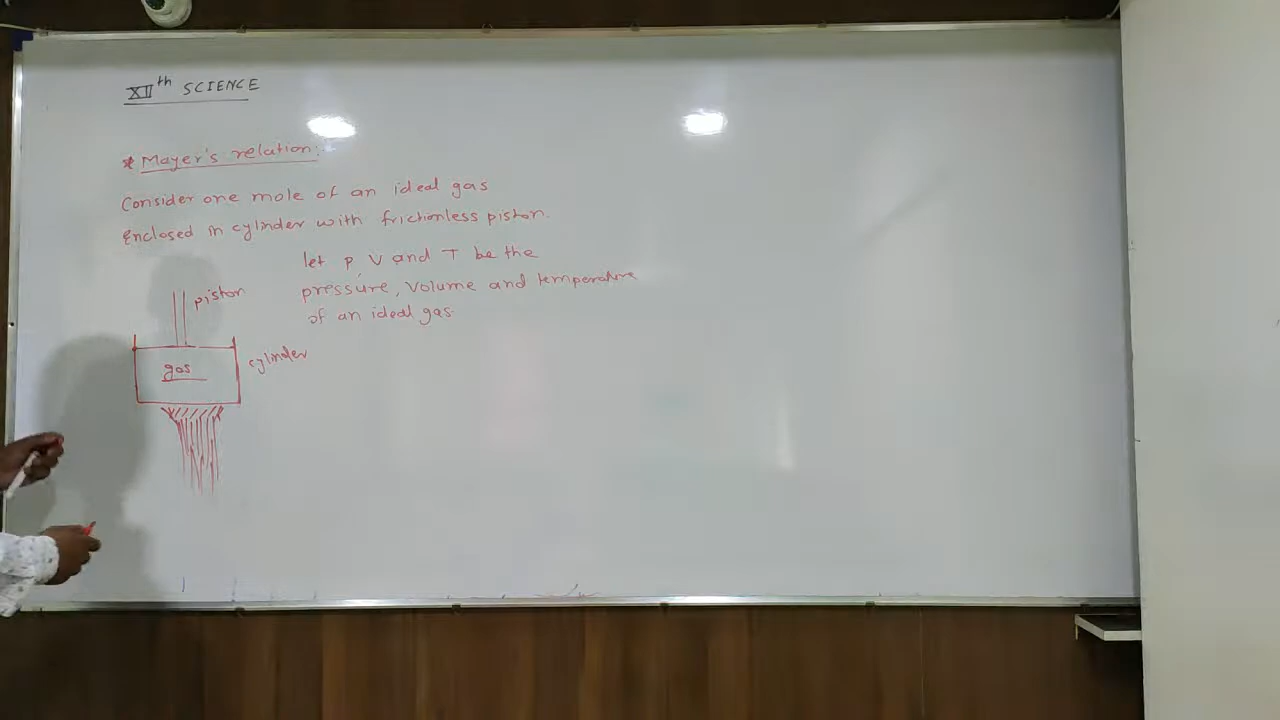 XIIth SCIENCE
* Mayer's relation:
Consider one mole of an ideal gas
Enclosed in cylinder with frictionless piston.
let P, V and T be the
pressure, Volume and temperature
of an ideal gas
piston
cylinder
gas